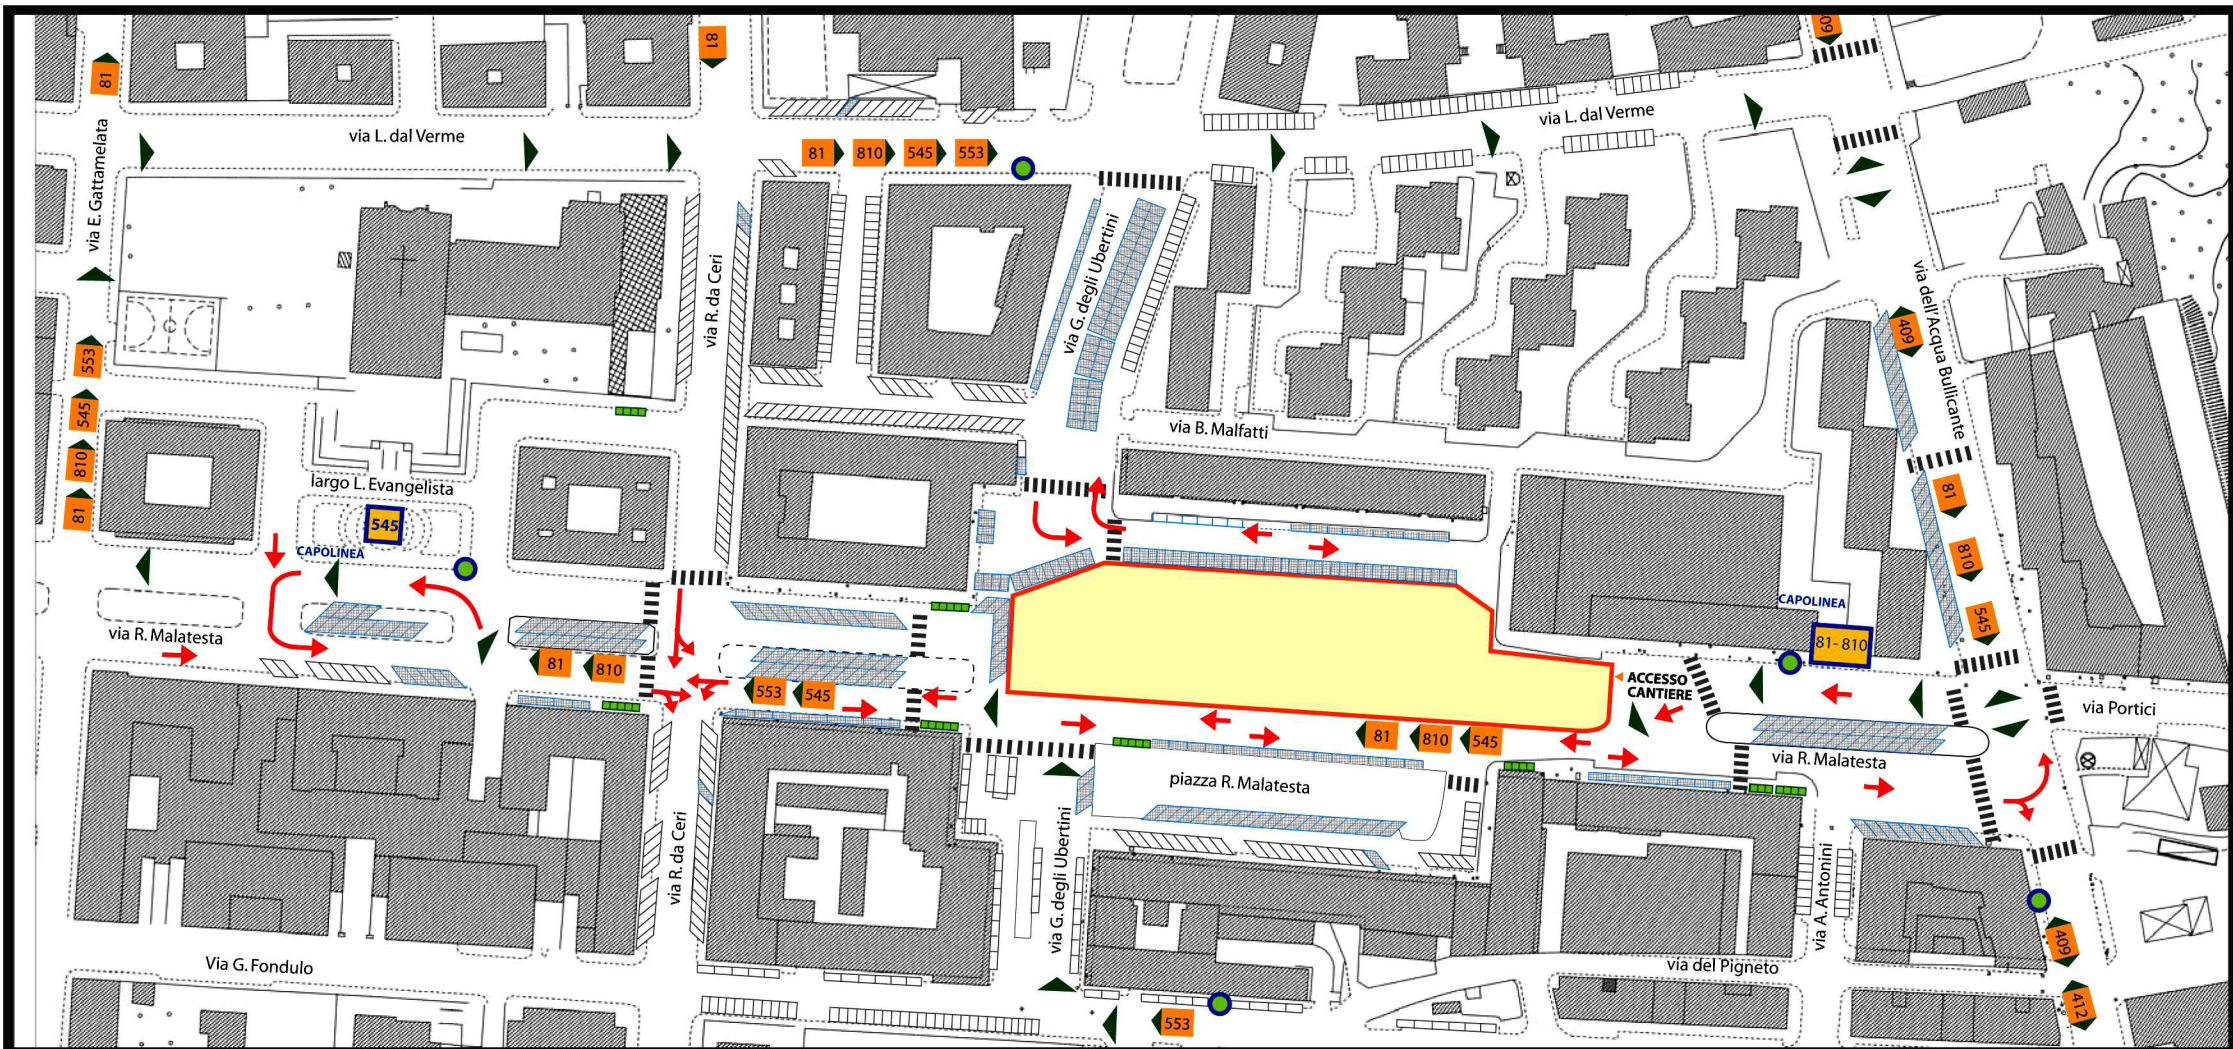 409
81
81
via L. dal Verme
via L. dal Verme
81
810
545
553
via E. Gattamelata
via R. da Ceri
via G. degli Ubertini
via dell'Acqua Bullicante
409
553
545
810
81
via B. Malfatti
largo L. Evangelista
545
CAPOLINEA
81
810
545
CAPOLINEA
81- 810
via R. Malatesta
81
810
553
545
ACCESSO
CANTIERE
via Portici
81
810
545
via R. Malatesta
piazza R. Malatesta
via R. da Ceri
via G. degli Ubertini
via A. Antonini
409
Via G. Fondulo
via del Pigneto
412
553